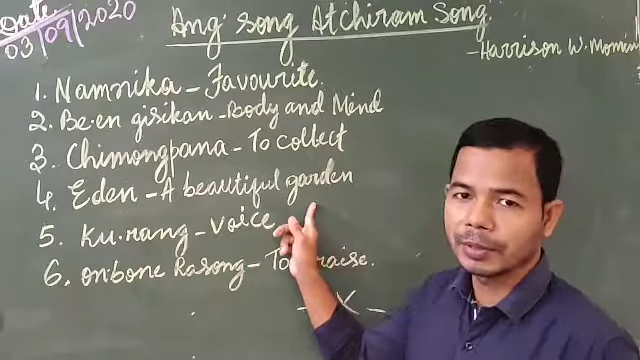 Date
03/09/2020
Ang' Song Atchiram Song.
- Harrison W. Momin
1. Namnika - Favourite.
2. Be·en gisikan - Body and Mind
3. Chimongpana - To collect
4. Eden - A beautiful garden
5. Ku·rang - Voice
6. on·bone Rasong - To Praise.
- X -